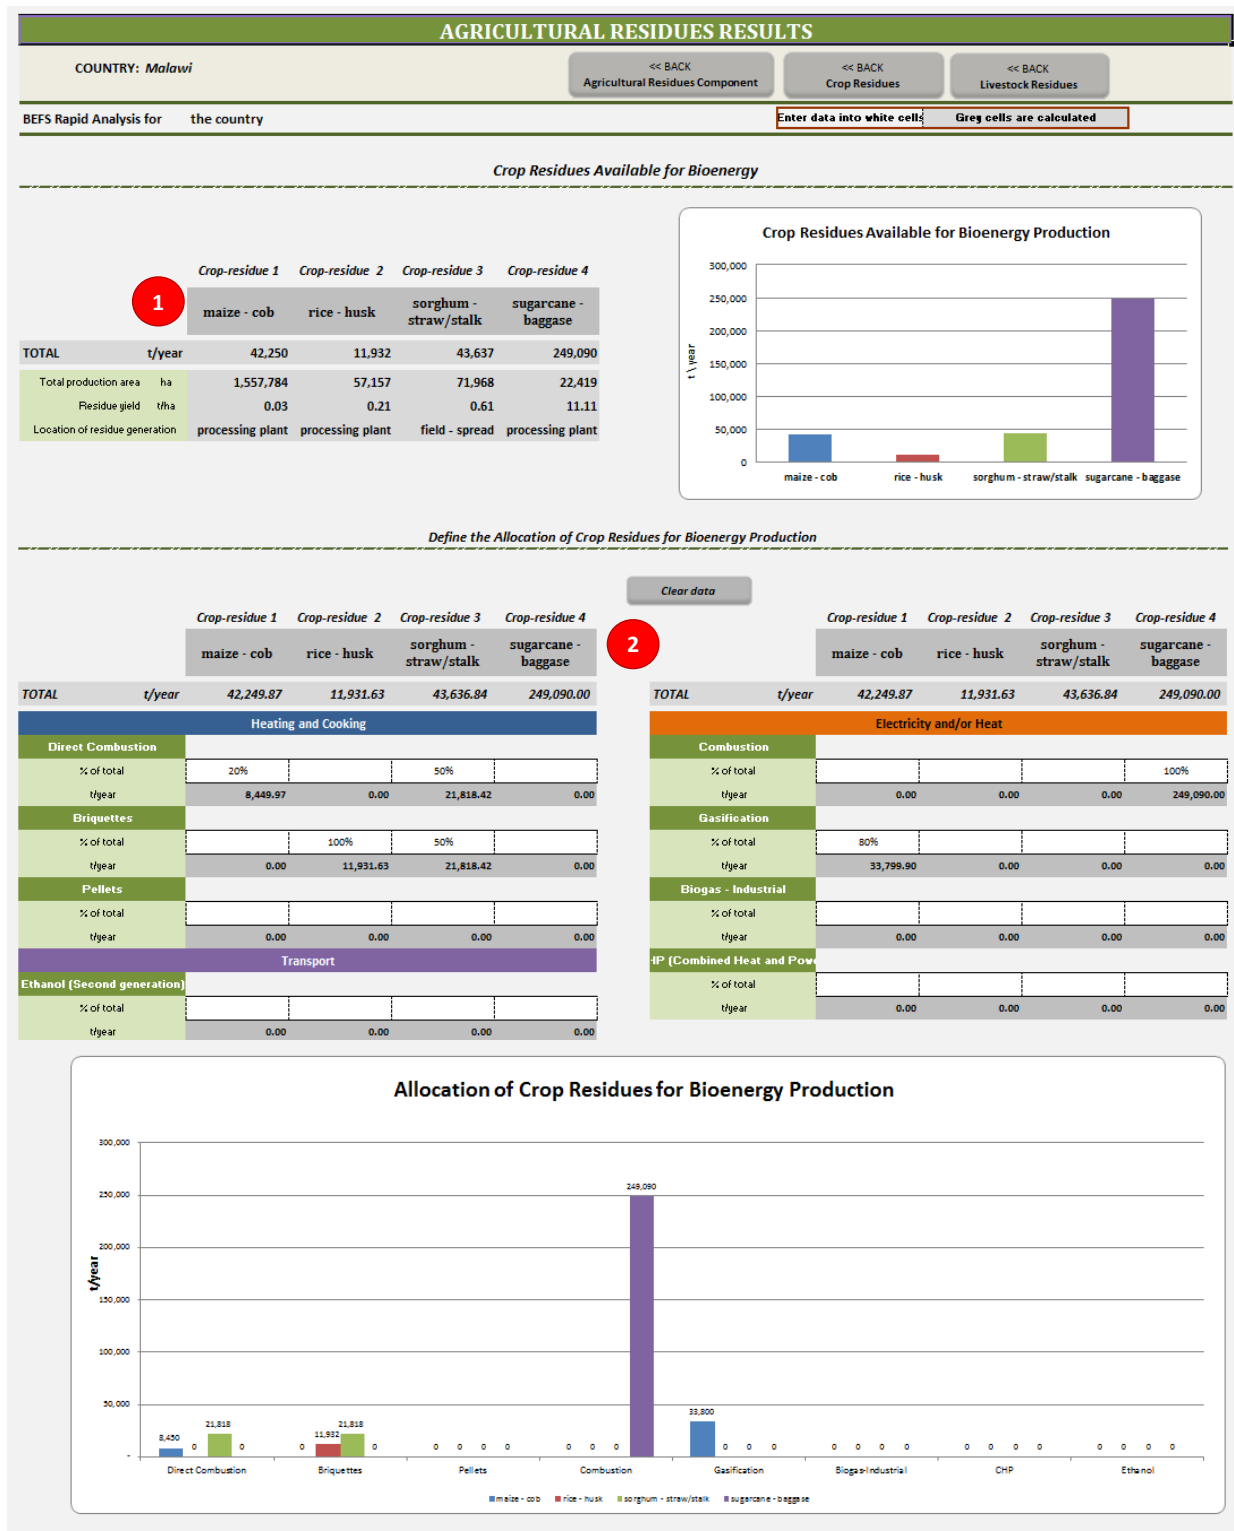 AGRICULTURAL RESIDUES RESULTS
COUNTRY: Malawi
<< BACK
Agricultural Residues Component
<< BACK
Crop Residues
<< BACK
Livestock Residues
BEFS Rapid Analysis for the country
Enter data into white cells Grey cells are calculated
Crop Residues Available for Bioenergy
1
Crop-residue 1 Crop-residue 2 Crop-residue 3 Crop-residue 4
maize - cob rice - husk sorghum - straw/stalk sugarcane - baggase
TOTAL t/year 42,250 11,932 43,637 249,090
Total production area ha 1,557,784 57,157 71,968 22,419
Residue yield t/ha 0.03 0.21 0.61 11.11
Location of residue generation processing plant processing plant field - spread processing plant
Crop Residues Available for Bioenergy Production
t \ year
300,000
250,000
200,000
150,000
100,000
50,000
0
maize - cob rice - husk sorghum - straw/stalk sugarcane - baggase
Define the Allocation of Crop Residues for Bioenergy Production
Clear data
2
Crop-residue 1 Crop-residue 2 Crop-residue 3 Crop-residue 4
maize - cob rice - husk sorghum - straw/stalk sugarcane - baggase
TOTAL t/year 42,249.87 11,931.63 43,636.84 249,090.00
Heating and Cooking
Direct Combustion
% of total 20% 50%
t/year 8,449.97 0.00 21,818.42 0.00
Briquettes
% of total 100% 50%
t/year 0.00 11,931.63 21,818.42 0.00
Pellets
% of total
t/year 0.00 0.00 0.00 0.00
Transport
Ethanol (Second generation)
% of total
t/year 0.00 0.00 0.00 0.00
Crop-residue 1 Crop-residue 2 Crop-residue 3 Crop-residue 4
maize - cob rice - husk sorghum - straw/stalk sugarcane - baggase
TOTAL t/year 42,249.87 11,931.63 43,636.84 249,090.00
Electricity and/or Heat
Combustion
% of total 100%
t/year 0.00 0.00 0.00 249,090.00
Gasification
% of total 80%
t/year 33,799.90 0.00 0.00 0.00
Biogas - Industrial
% of total
t/year 0.00 0.00 0.00 0.00
HP (Combined Heat and Powe
% of total
t/year 0.00 0.00 0.00 0.00
Allocation of Crop Residues for Bioenergy Production
t/year
300,000
250,000
200,000
150,000
100,000
50,000
-
8,450 0 21,818 0
0 11,932 21,818 0
0 0 0 0
0 0 0 249,090
33,800 0 0 0
0 0 0 0
0 0 0 0
0 0 0 0
Direct Combustion Briquettes Pellets Combustion Gasification Biogas-Industrial CHP Ethanol
maize - cob rice - husk sorghum - straw/stalk sugarcane - baggase